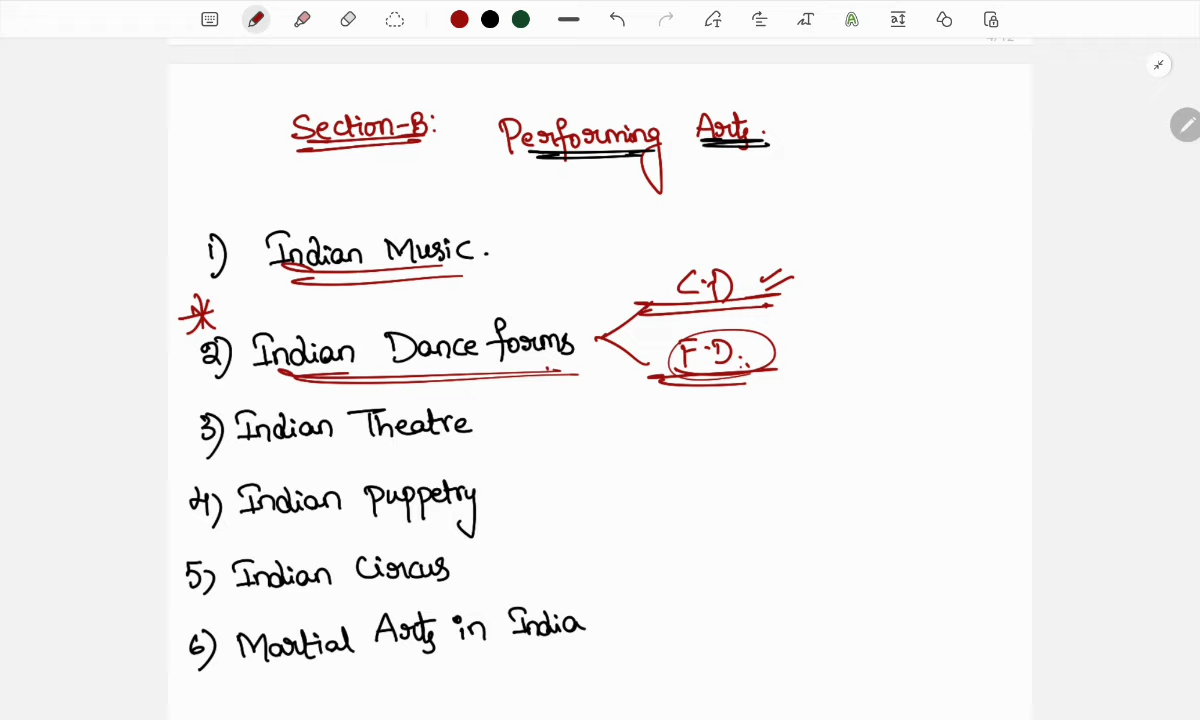 Section-B: Performing Arts.
1) Indian Music.
C.D
2) Indian Dance forms
F.D.
3) Indian Theatre
4) Indian puppetry
5) Indian Circus
6) Martial Arts in India